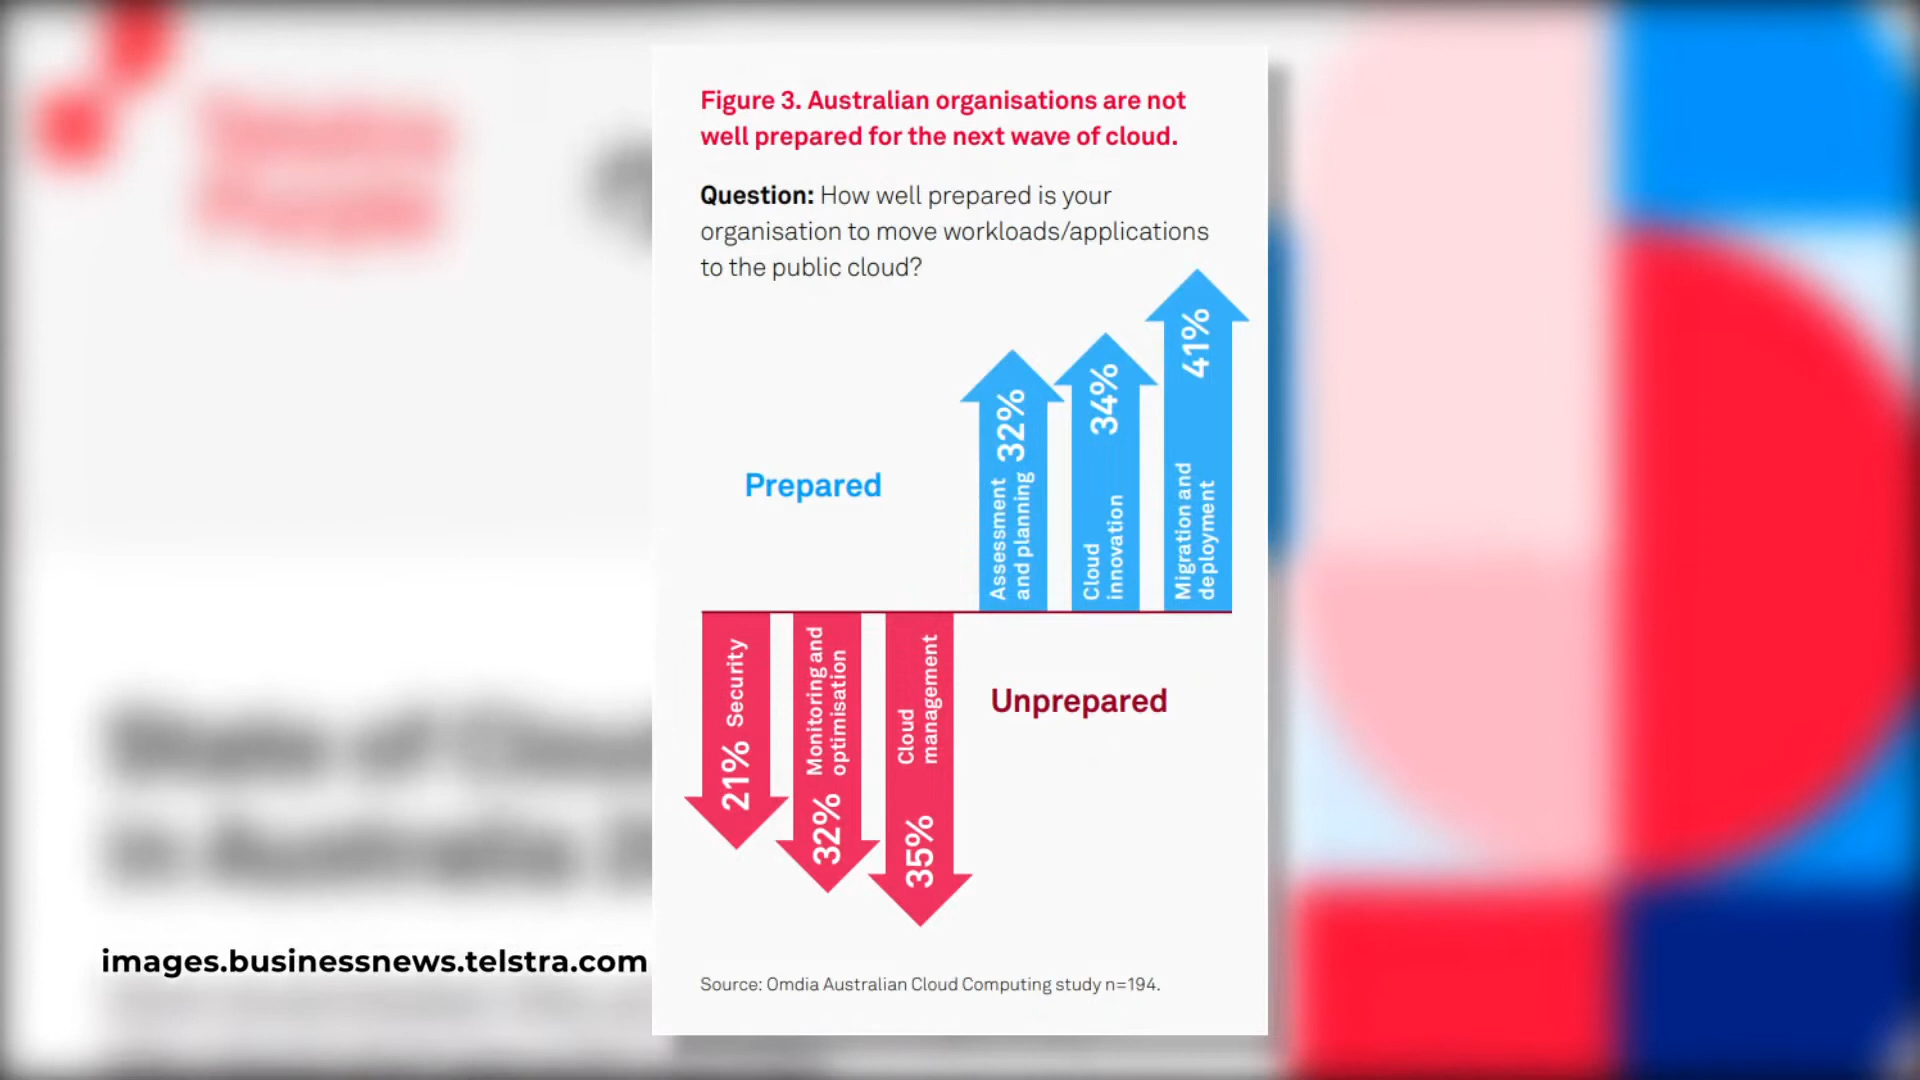 Figure 3. Australian organisations are not
well prepared for the next wave of cloud.
Question: How well prepared is your
organisation to move workloads/applications
to the public cloud?
Prepared
Assessment
and planning
32%
Cloud
innovation
34%
Migration and
deployment
41%
21%
Security
32%
Monitoring and
optimisation
35%
Cloud
management
Unprepared
images.businessnews.telstra.com
Source: Omdia Australian Cloud Computing study n=194.